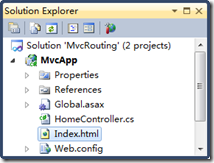 Solution Explorer
Solution 'MvcRouting' (2 projects)
MvcApp
Properties
References
Global.asax
HomeController.cs
Index.html
Web.config